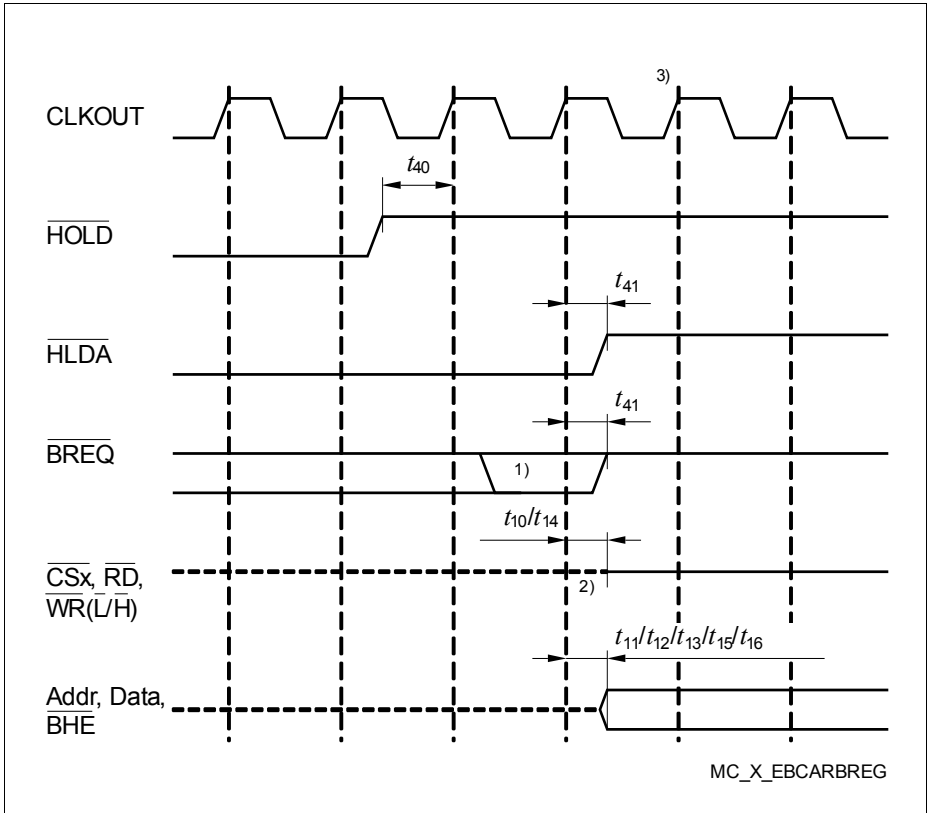 3)
CLKOUT
t40
HOLD
t41
HLDA
t41
BREQ
1)
t10/t14
CSx, RD,
WR(L/H)
2)
t11/t12/t13/t15/t16
Addr, Data,
BHE
MC_X_EBCARBREG